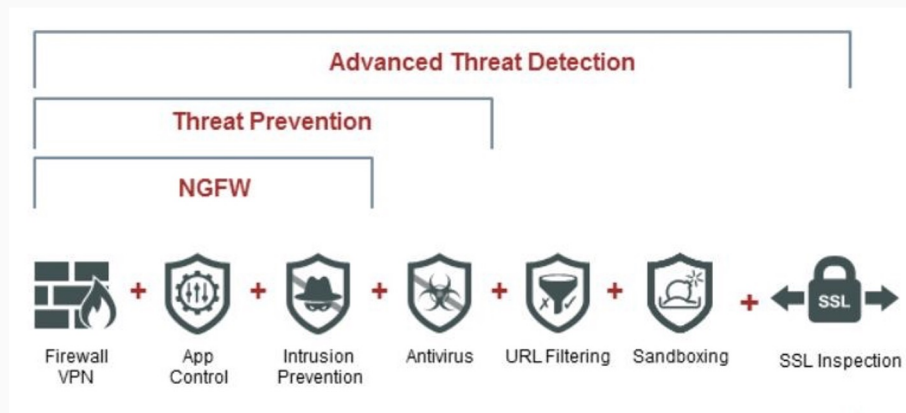 Advanced Threat Detection
Threat Prevention
NGFW
+ + + + + +
SSL
Firewall
VPN
App
Control
Intrusion
Prevention
Antivirus
URL Filtering
Sandboxing
SSL Inspection